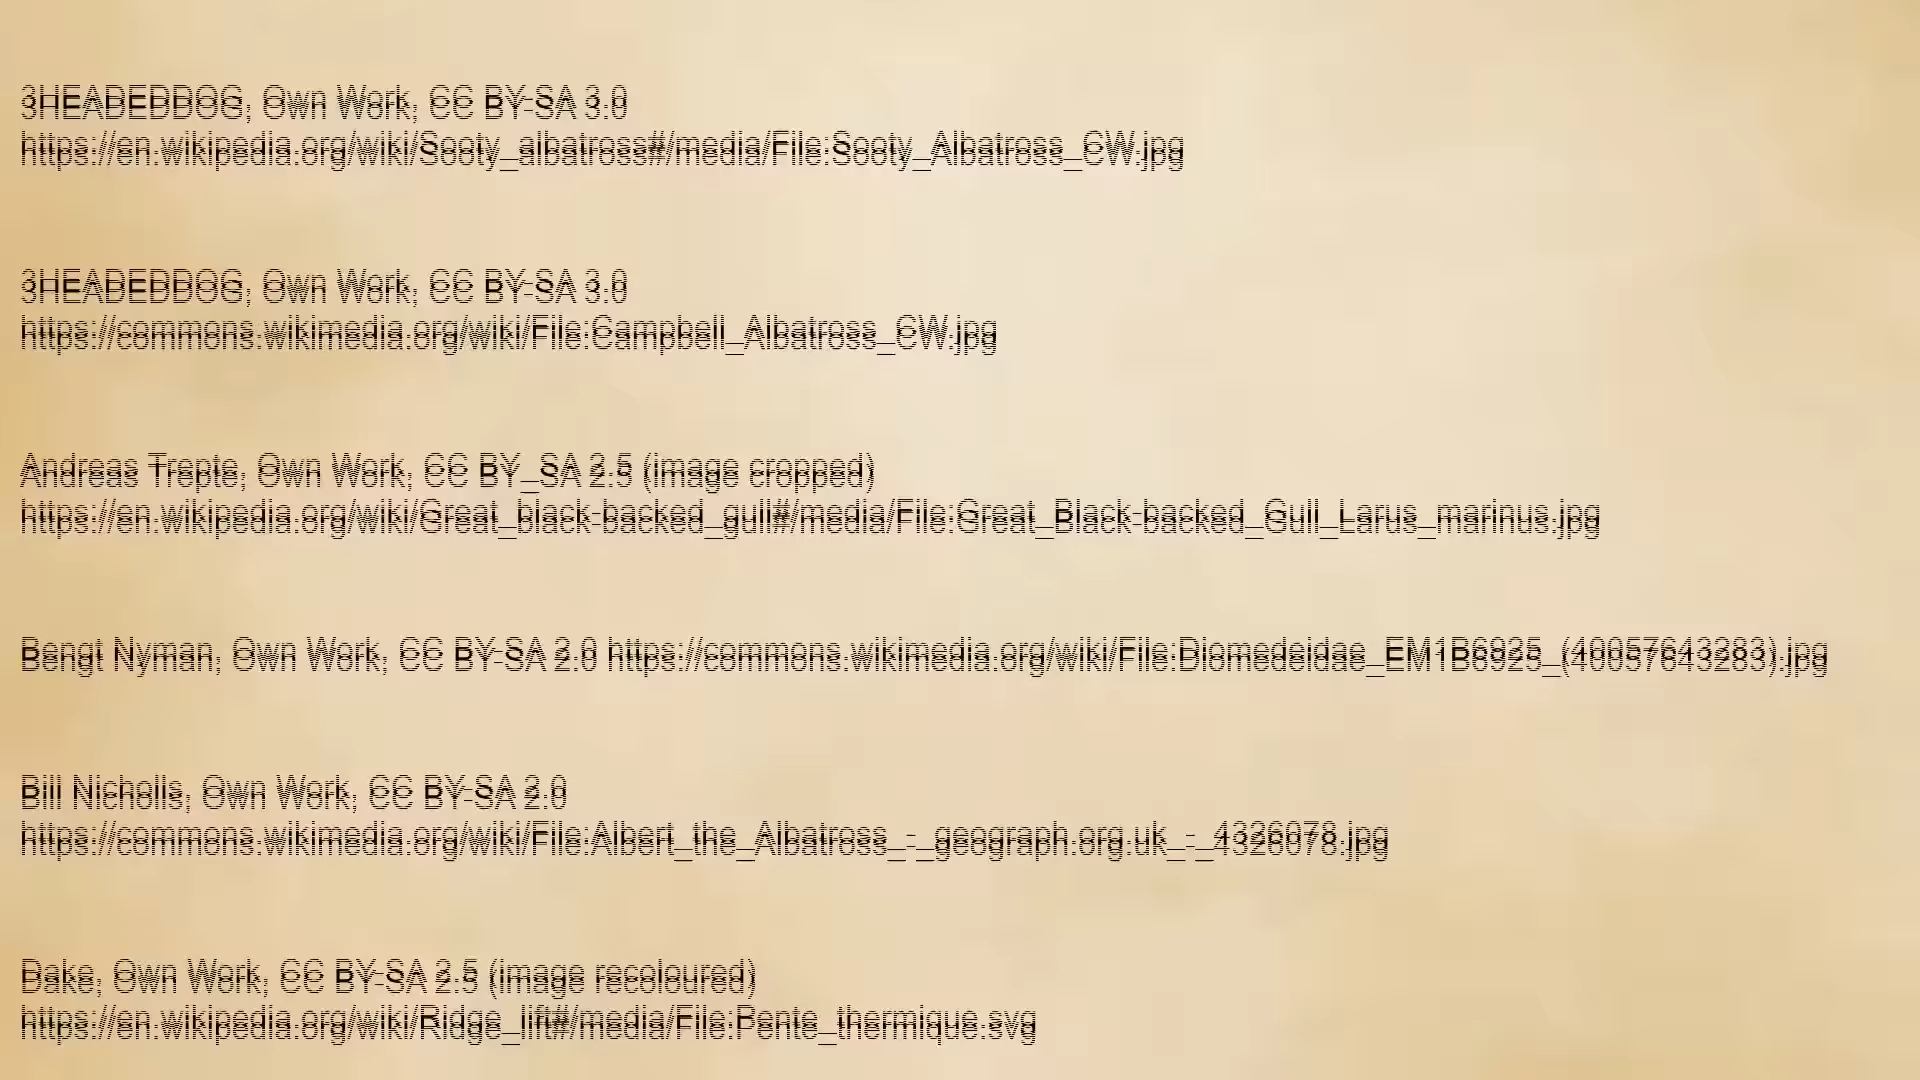 3HEADEDDOG, Own Work, CC BY-SA 3.0
https://en.wikipedia.org/wiki/Sooty_albatross#/media/File:Sooty_Albatross_CW.jpg
3HEADEDDOG, Own Work, CC BY-SA 3.0
https://commons.wikimedia.org/wiki/File:Campbell_Albatross_CW.jpg
Andreas Trepte, Own Work, CC BY_SA 2.5 (image cropped)
https://en.wikipedia.org/wiki/Great_black-backed_gull#/media/File:Great_Black-backed_Gull_Larus_marinus.jpg
Bengt Nyman, Own Work, CC BY-SA 2.0 https://commons.wikimedia.org/wiki/File:Diomedeidae_EM1B6925_(40057643283).jpg
Bill Nicholls, Own Work, CC BY-SA 2.0
https://commons.wikimedia.org/wiki/File:Albert_the_Albatross_-_geograph.org.uk_-_4326078.jpg
Dake, Own Work, CC BY-SA 2.5 (image recoloured)
https://en.wikipedia.org/wiki/Ridge_lift#/media/File:Pente_thermique.svg